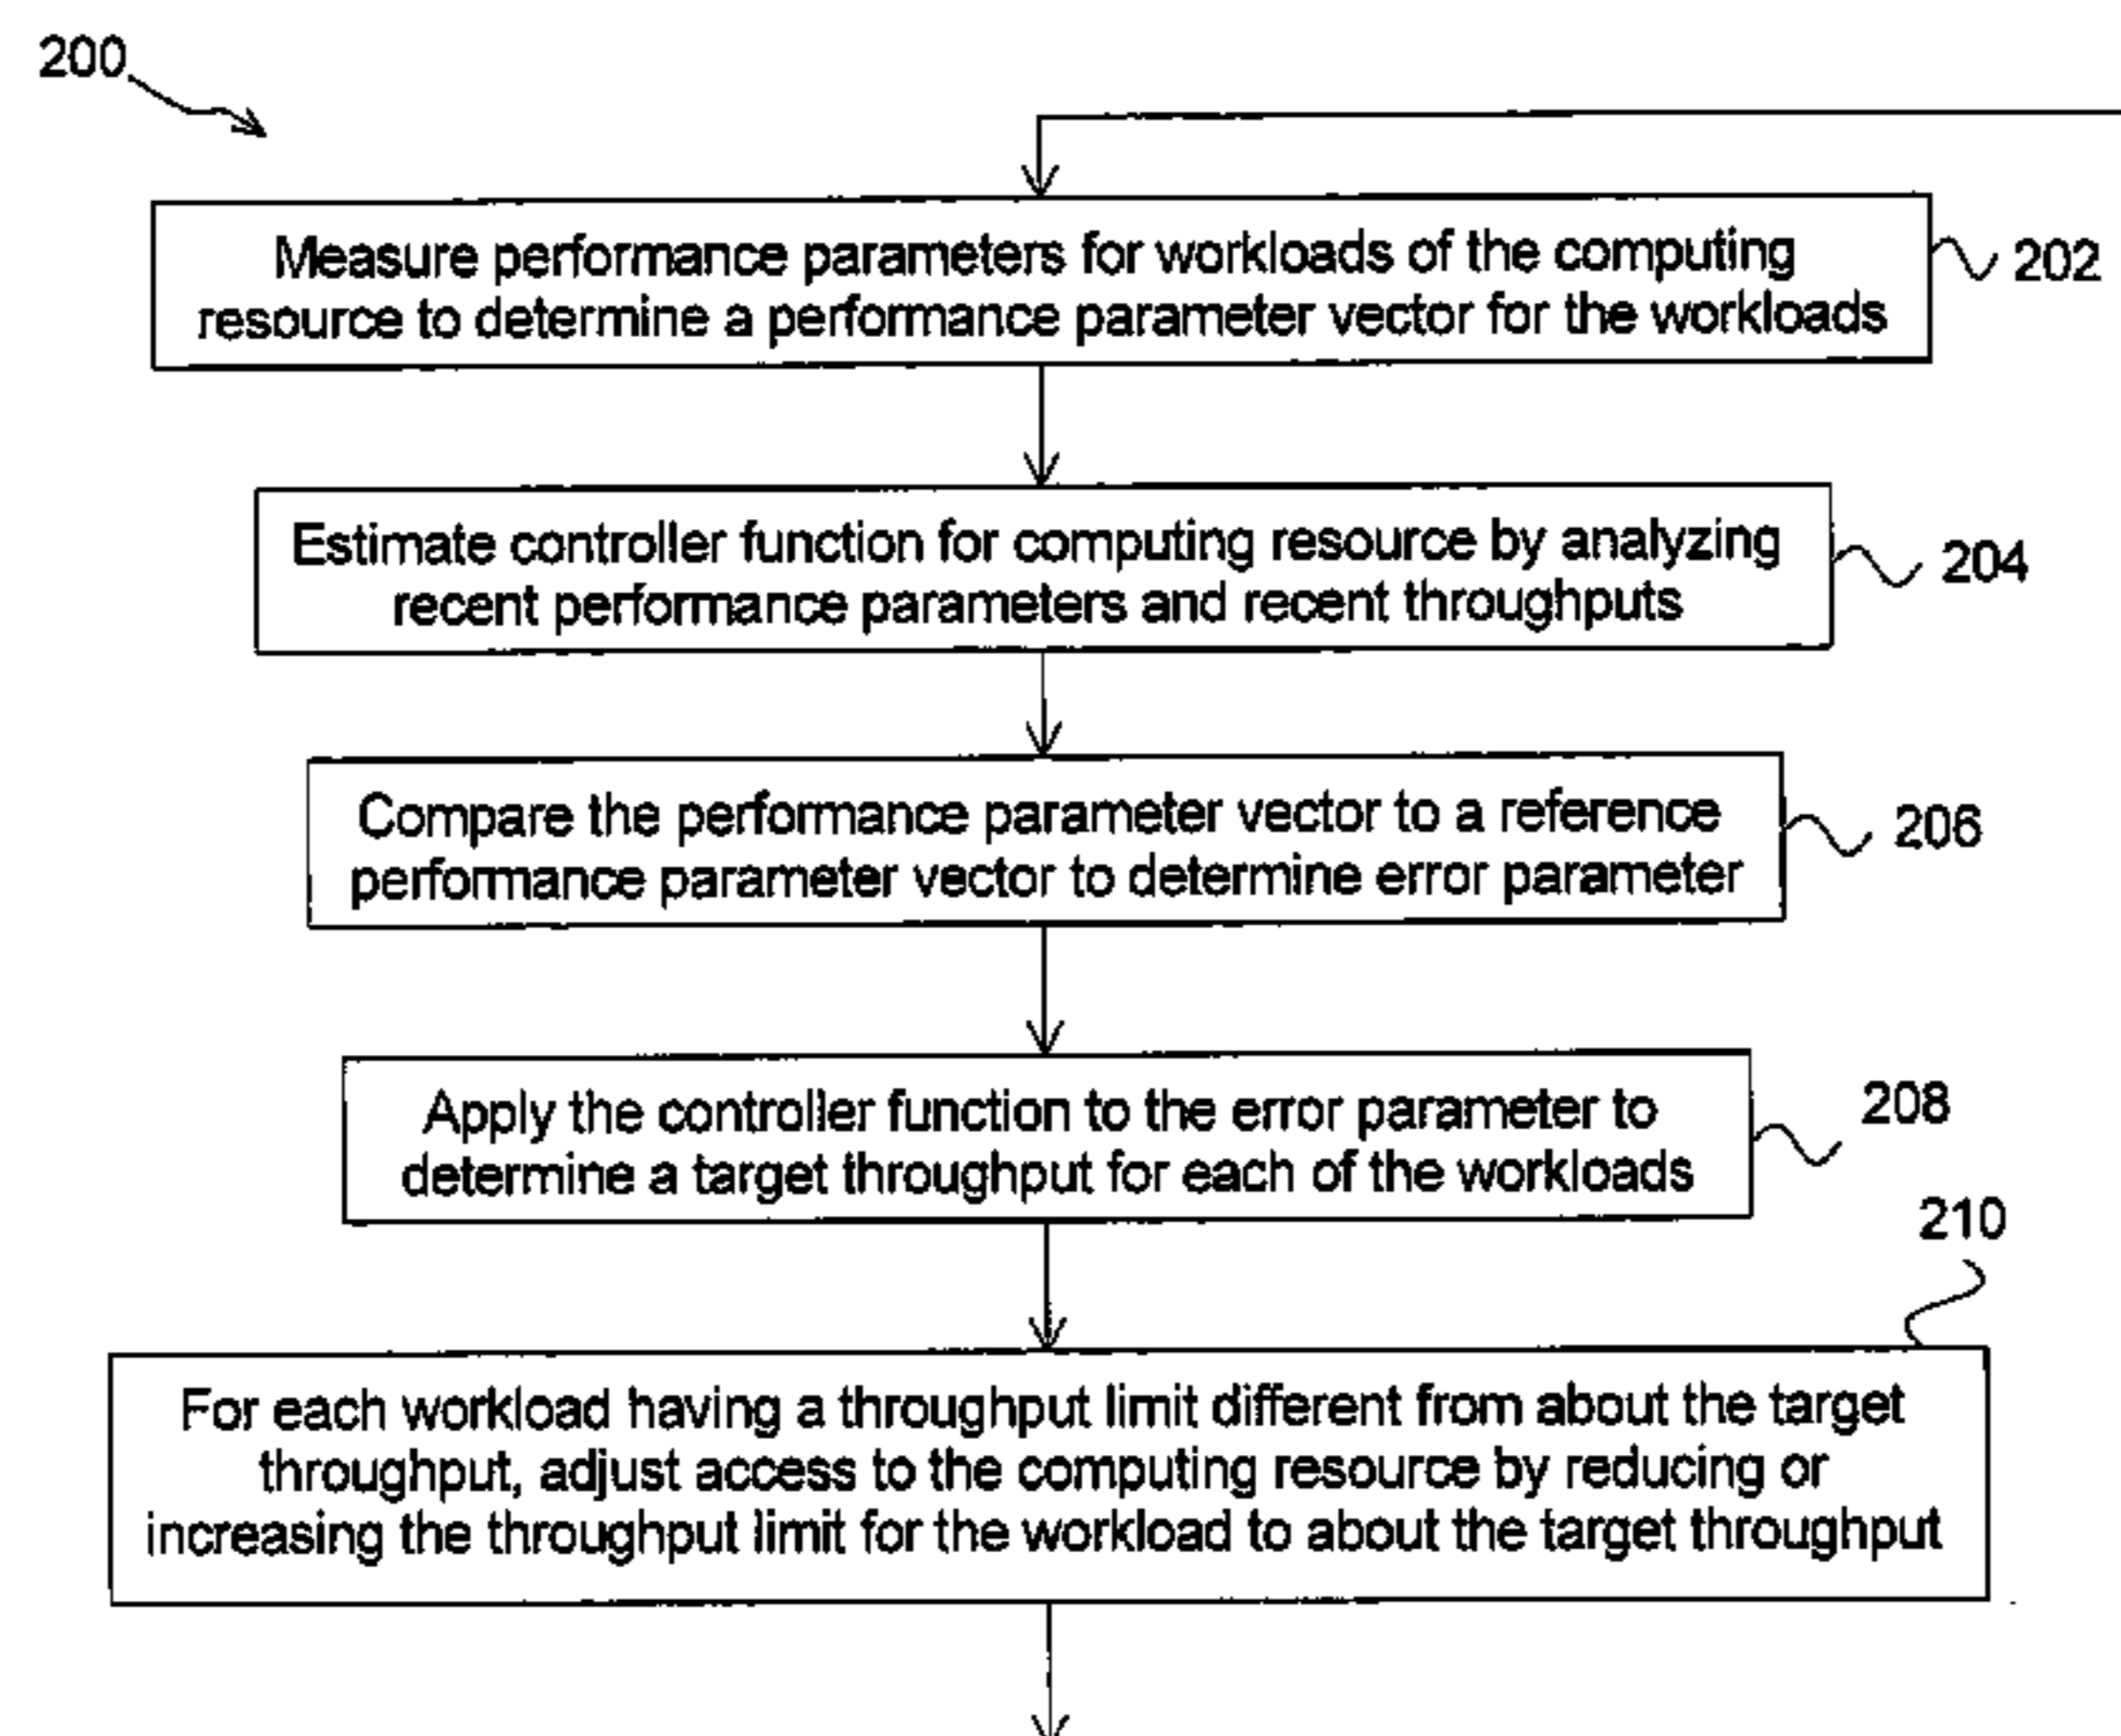 200
Measure performance parameters for workloads of the computing
resource to determine a performance parameter vector for the workloads
202
Estimate controller function for computing resource by analyzing
recent performance parameters and recent throughputs
204
Compare the performance parameter vector to a reference
performance parameter vector to determine error parameter
206
Apply the controller function to the error parameter to
determine a target throughput for each of the workloads
208
210
For each workload having a throughput limit different from about the target
throughput, adjust access to the computing resource by reducing or
increasing the throughput limit for the workload to about the target throughput